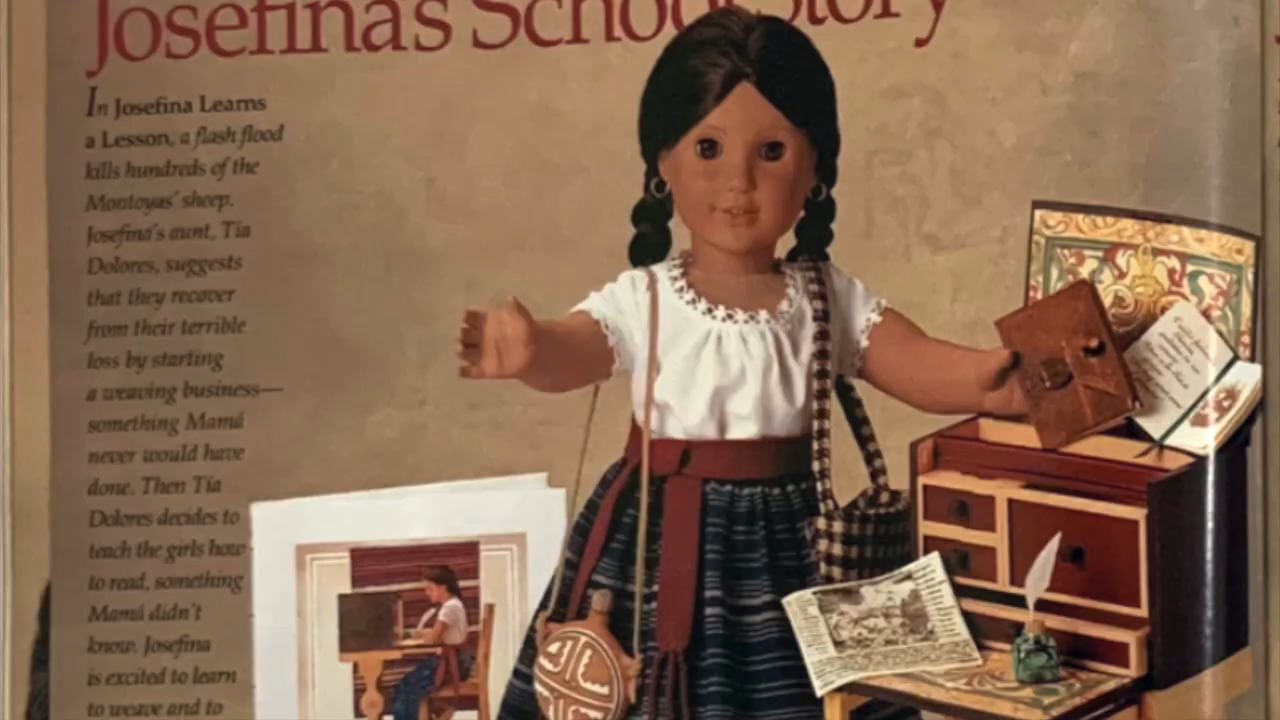 Josefina's School Story
In Josefina Learns
a Lesson, a flash flood
kills hundreds of the
Montoyas' sheep.
Josefina's aunt, Tía
Dolores, suggests
that they recover
from their terrible
loss by starting
a weaving business—
something Mamá
never would have
done. Then Tía
Dolores decides to
teach the girls how
to read, something
Mamá didn't
know. Josefina
is excited to learn
to weave and to